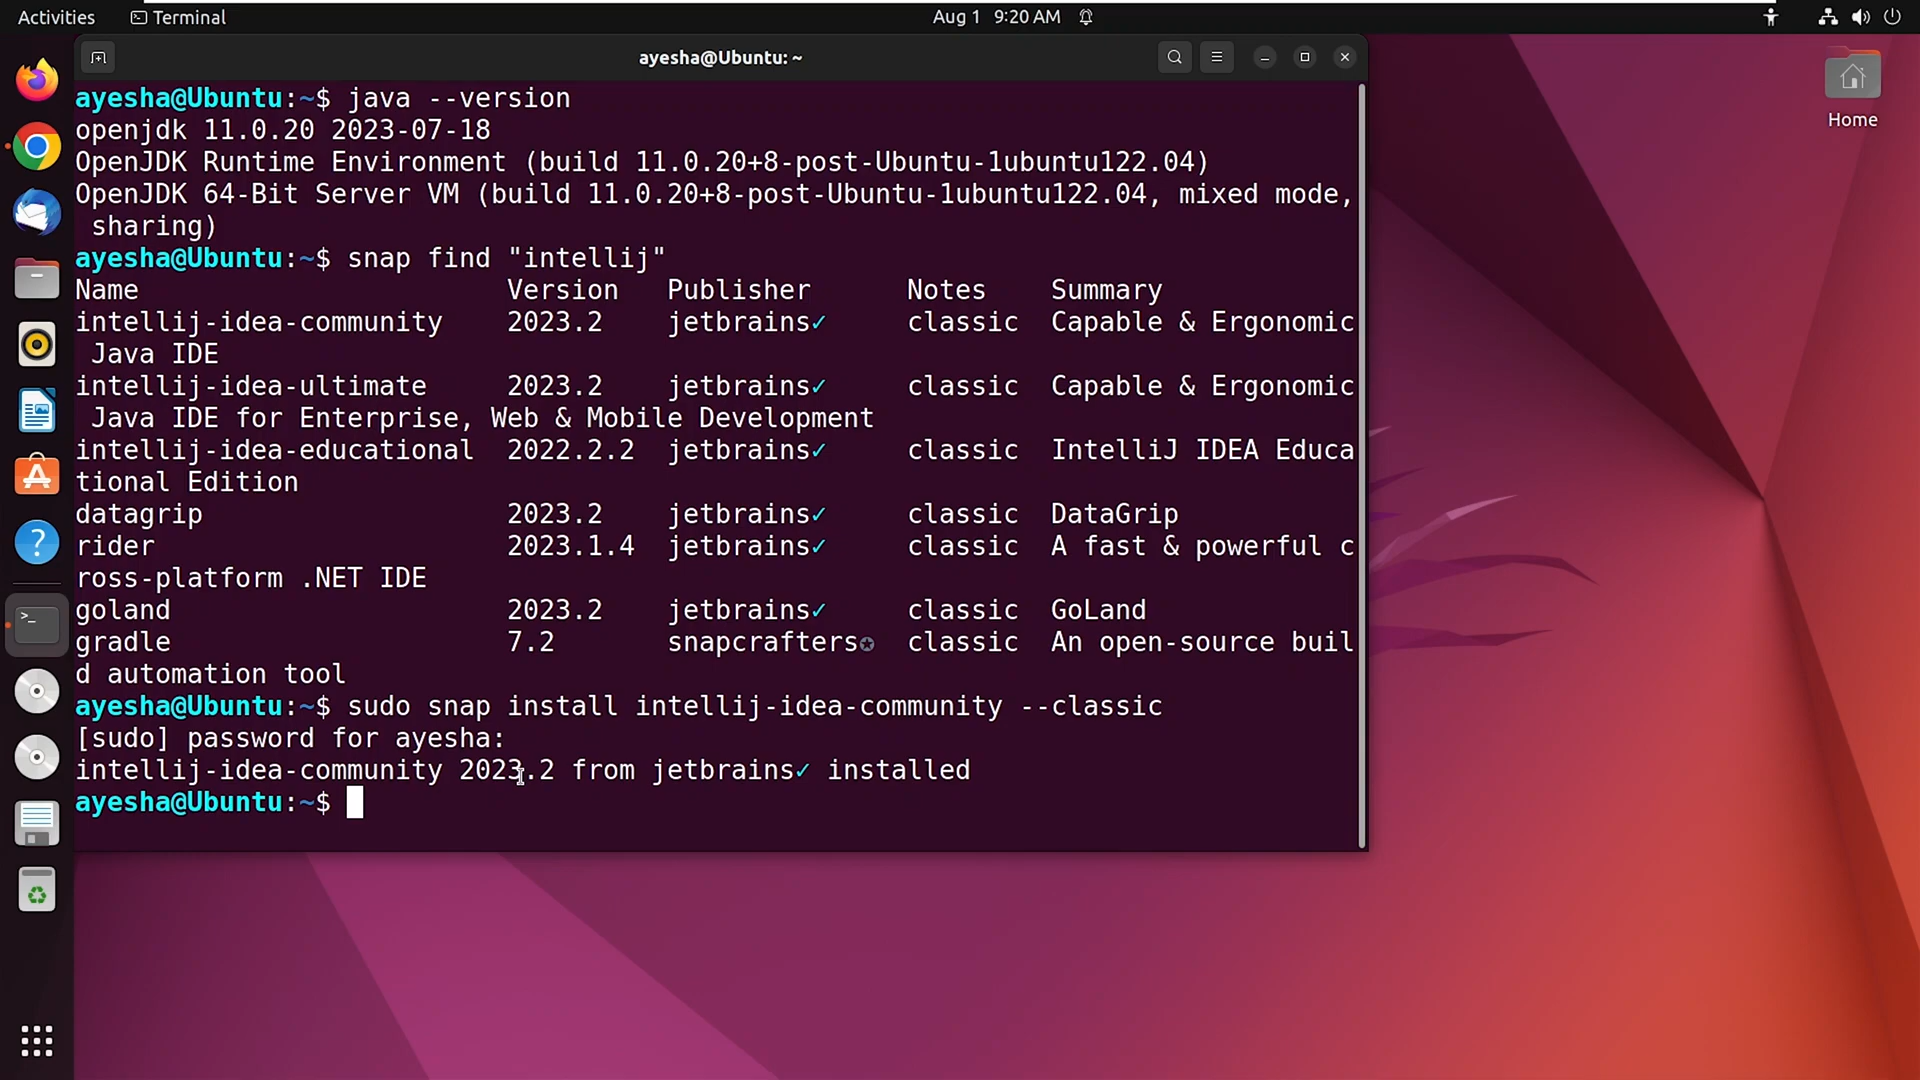 Activities
Terminal
Aug 1 9:20 AM
ayesha@Ubuntu: ~
Home
ayesha@Ubuntu:~$ java --version
openjdk 11.0.20 2023-07-18
OpenJDK Runtime Environment (build 11.0.20+8-post-Ubuntu-1ubuntu122.04)
OpenJDK 64-Bit Server VM (build 11.0.20+8-post-Ubuntu-1ubuntu122.04, mixed mode,
 sharing)
ayesha@Ubuntu:~$ snap find "intellij"
Name Version Publisher Notes Summary
intellij-idea-community 2023.2 jetbrains✓ classic Capable & Ergonomic
 Java IDE
intellij-idea-ultimate 2023.2 jetbrains✓ classic Capable & Ergonomic
 Java IDE for Enterprise, Web & Mobile Development
intellij-idea-educational 2022.2.2 jetbrains✓ classic IntelliJ IDEA Educa
tional Edition
datagrip 2023.2 jetbrains✓ classic DataGrip
rider 2023.1.4 jetbrains✓ classic A fast & powerful c
ross-platform .NET IDE
goland 2023.2 jetbrains✓ classic GoLand
gradle 7.2 snapcrafters✪ classic An open-source buil
d automation tool
ayesha@Ubuntu:~$ sudo snap install intellij-idea-community --classic
[sudo] password for ayesha:
intellij-idea-community 2023.2 from jetbrains✓ installed
ayesha@Ubuntu:~$